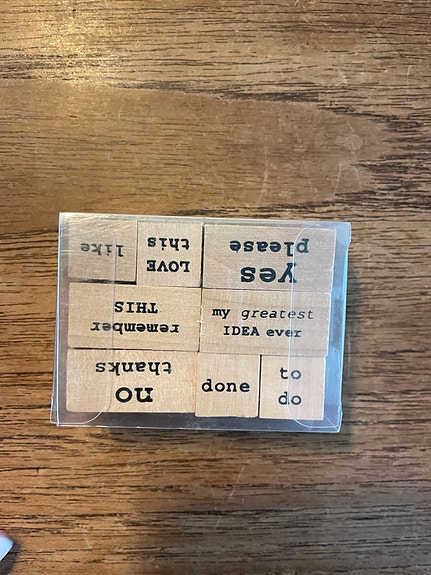 like
LOVE
this
yes
please
remember
THIS
my greatest
IDEA ever
no
thanks
done
to
do